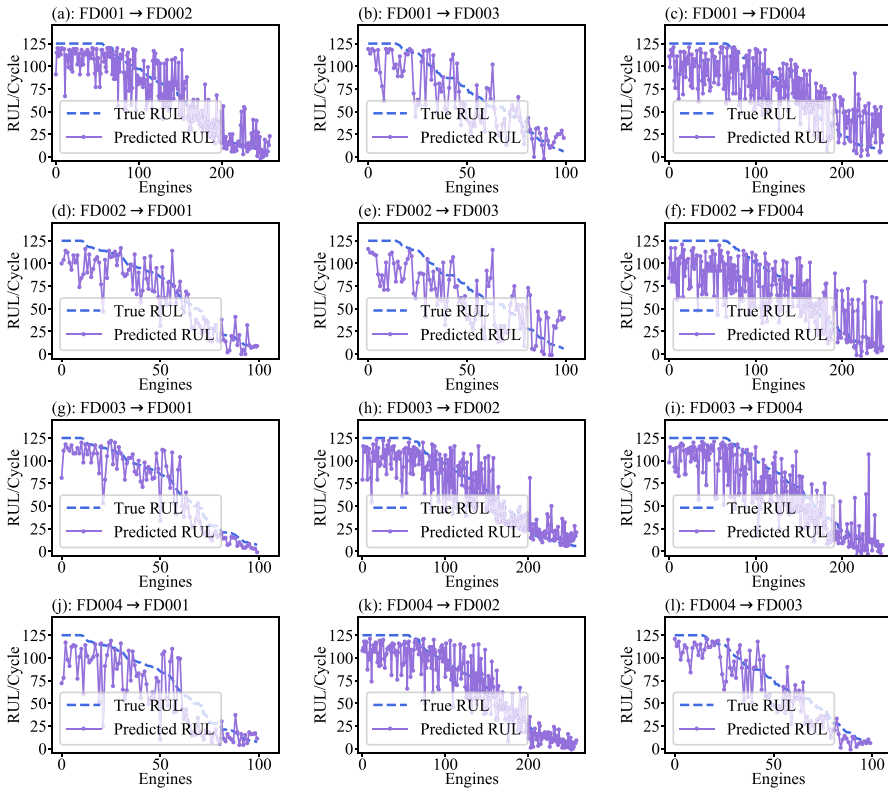 (a): FD001→FD002
RUL/Cycle
125
100
75
50
25
0
True RUL
Predicted RUL
0
200
Engines
(b): FD001→FD003
RUL/Cycle
125
100
75
50
25
0
True RUL
Predicted RUL
0
50
100
Engines
(c): FD001→FD004
RUL/Cycle
125
100
75
50
25
0
True RUL
Predicted RUL
0
100
200
Engines
(d): FD002→FD001
RUL/Cycle
125
100
75
50
25
0
True RUL
Predicted RUL
0
50
100
Engines
(e): FD002→FD003
RUL/Cycle
125
100
75
50
25
0
True RUL
Predicted RUL
0
50
100
Engines
(f): FD002→FD004
RUL/Cycle
125
100
75
50
25
0
True RUL
Predicted RUL
0
100
200
Engines
(g): FD003→FD001
RUL/Cycle
125
100
75
50
25
0
True RUL
Predicted RUL
0
50
100
Engines
(h): FD003→FD002
RUL/Cycle
125
100
75
50
25
0
True RUL
Predicted RUL
0
100
200
Engines
(i): FD003→FD004
RUL/Cycle
125
100
75
50
25
0
True RUL
Predicted RUL
0
100
200
Engines
(j): FD004→FD001
RUL/Cycle
125
100
75
50
25
0
True RUL
Predicted RUL
0
50
100
Engines
(k): FD004→FD002
RUL/Cycle
125
100
75
50
25
0
True RUL
Predicted RUL
0
100
200
Engines
(l): FD004→FD003
RUL/Cycle
125
100
75
50
25
0
True RUL
Predicted RUL
0
50
100
Engines